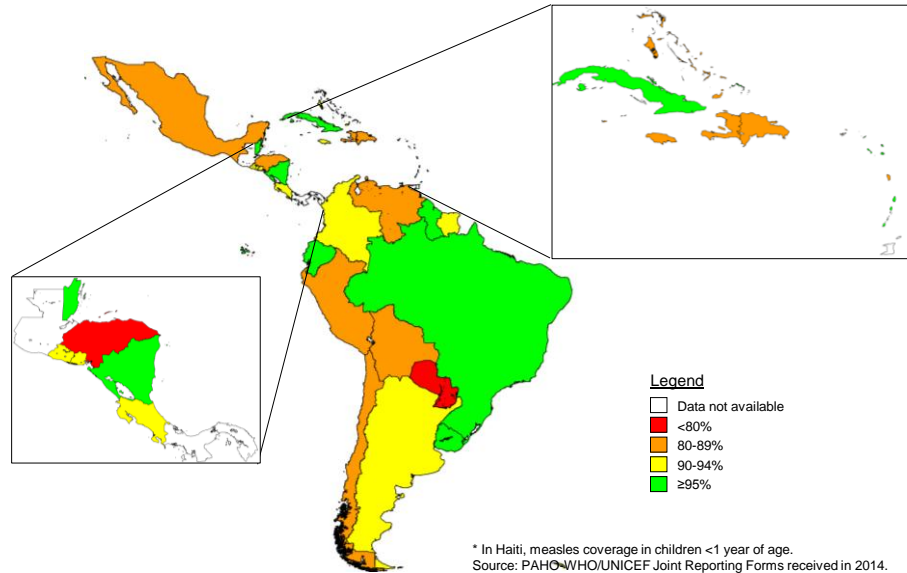 Legend
Data not available
<80%
80-89%
90-94%
≥95%
* In Haiti, measles coverage in children <1 year of age.
Source: PAHO-WHO/UNICEF Joint Reporting Forms received in 2014.